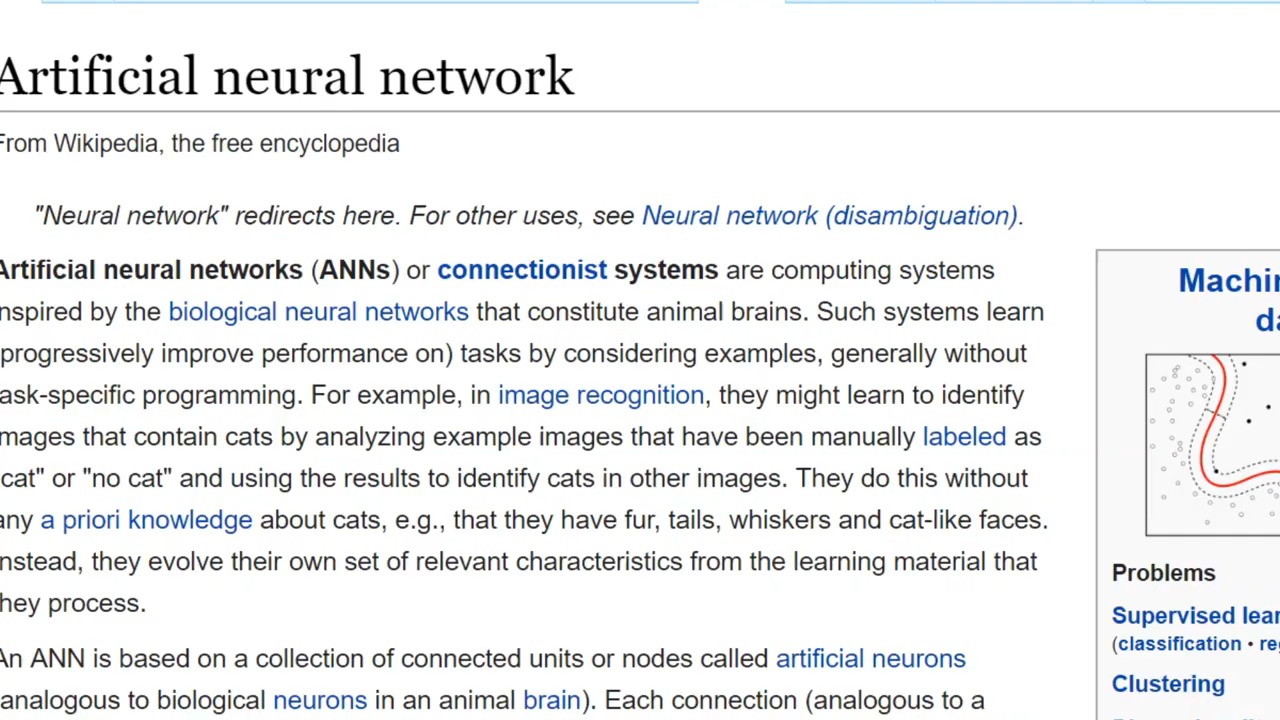 Artificial neural network
From Wikipedia, the free encyclopedia
"Neural network" redirects here. For other uses, see Neural network (disambiguation).
Artificial neural networks (ANNs) or connectionist systems are computing systems
nspired by the biological neural networks that constitute animal brains. Such systems learn
progressively improve performance on) tasks by considering examples, generally without
ask-specific programming. For example, in image recognition, they might learn to identify
mages that contain cats by analyzing example images that have been manually labeled as
cat" or "no cat" and using the results to identify cats in other images. They do this without
any a priori knowledge about cats, e.g., that they have fur, tails, whiskers and cat-like faces.
nstead, they evolve their own set of relevant characteristics from the learning material that
hey process.
An ANN is based on a collection of connected units or nodes called artificial neurons
analogous to biological neurons in an animal brain). Each connection (analogous to a
Machin
da
Problems
Supervised lear
(classification • reg
Clustering